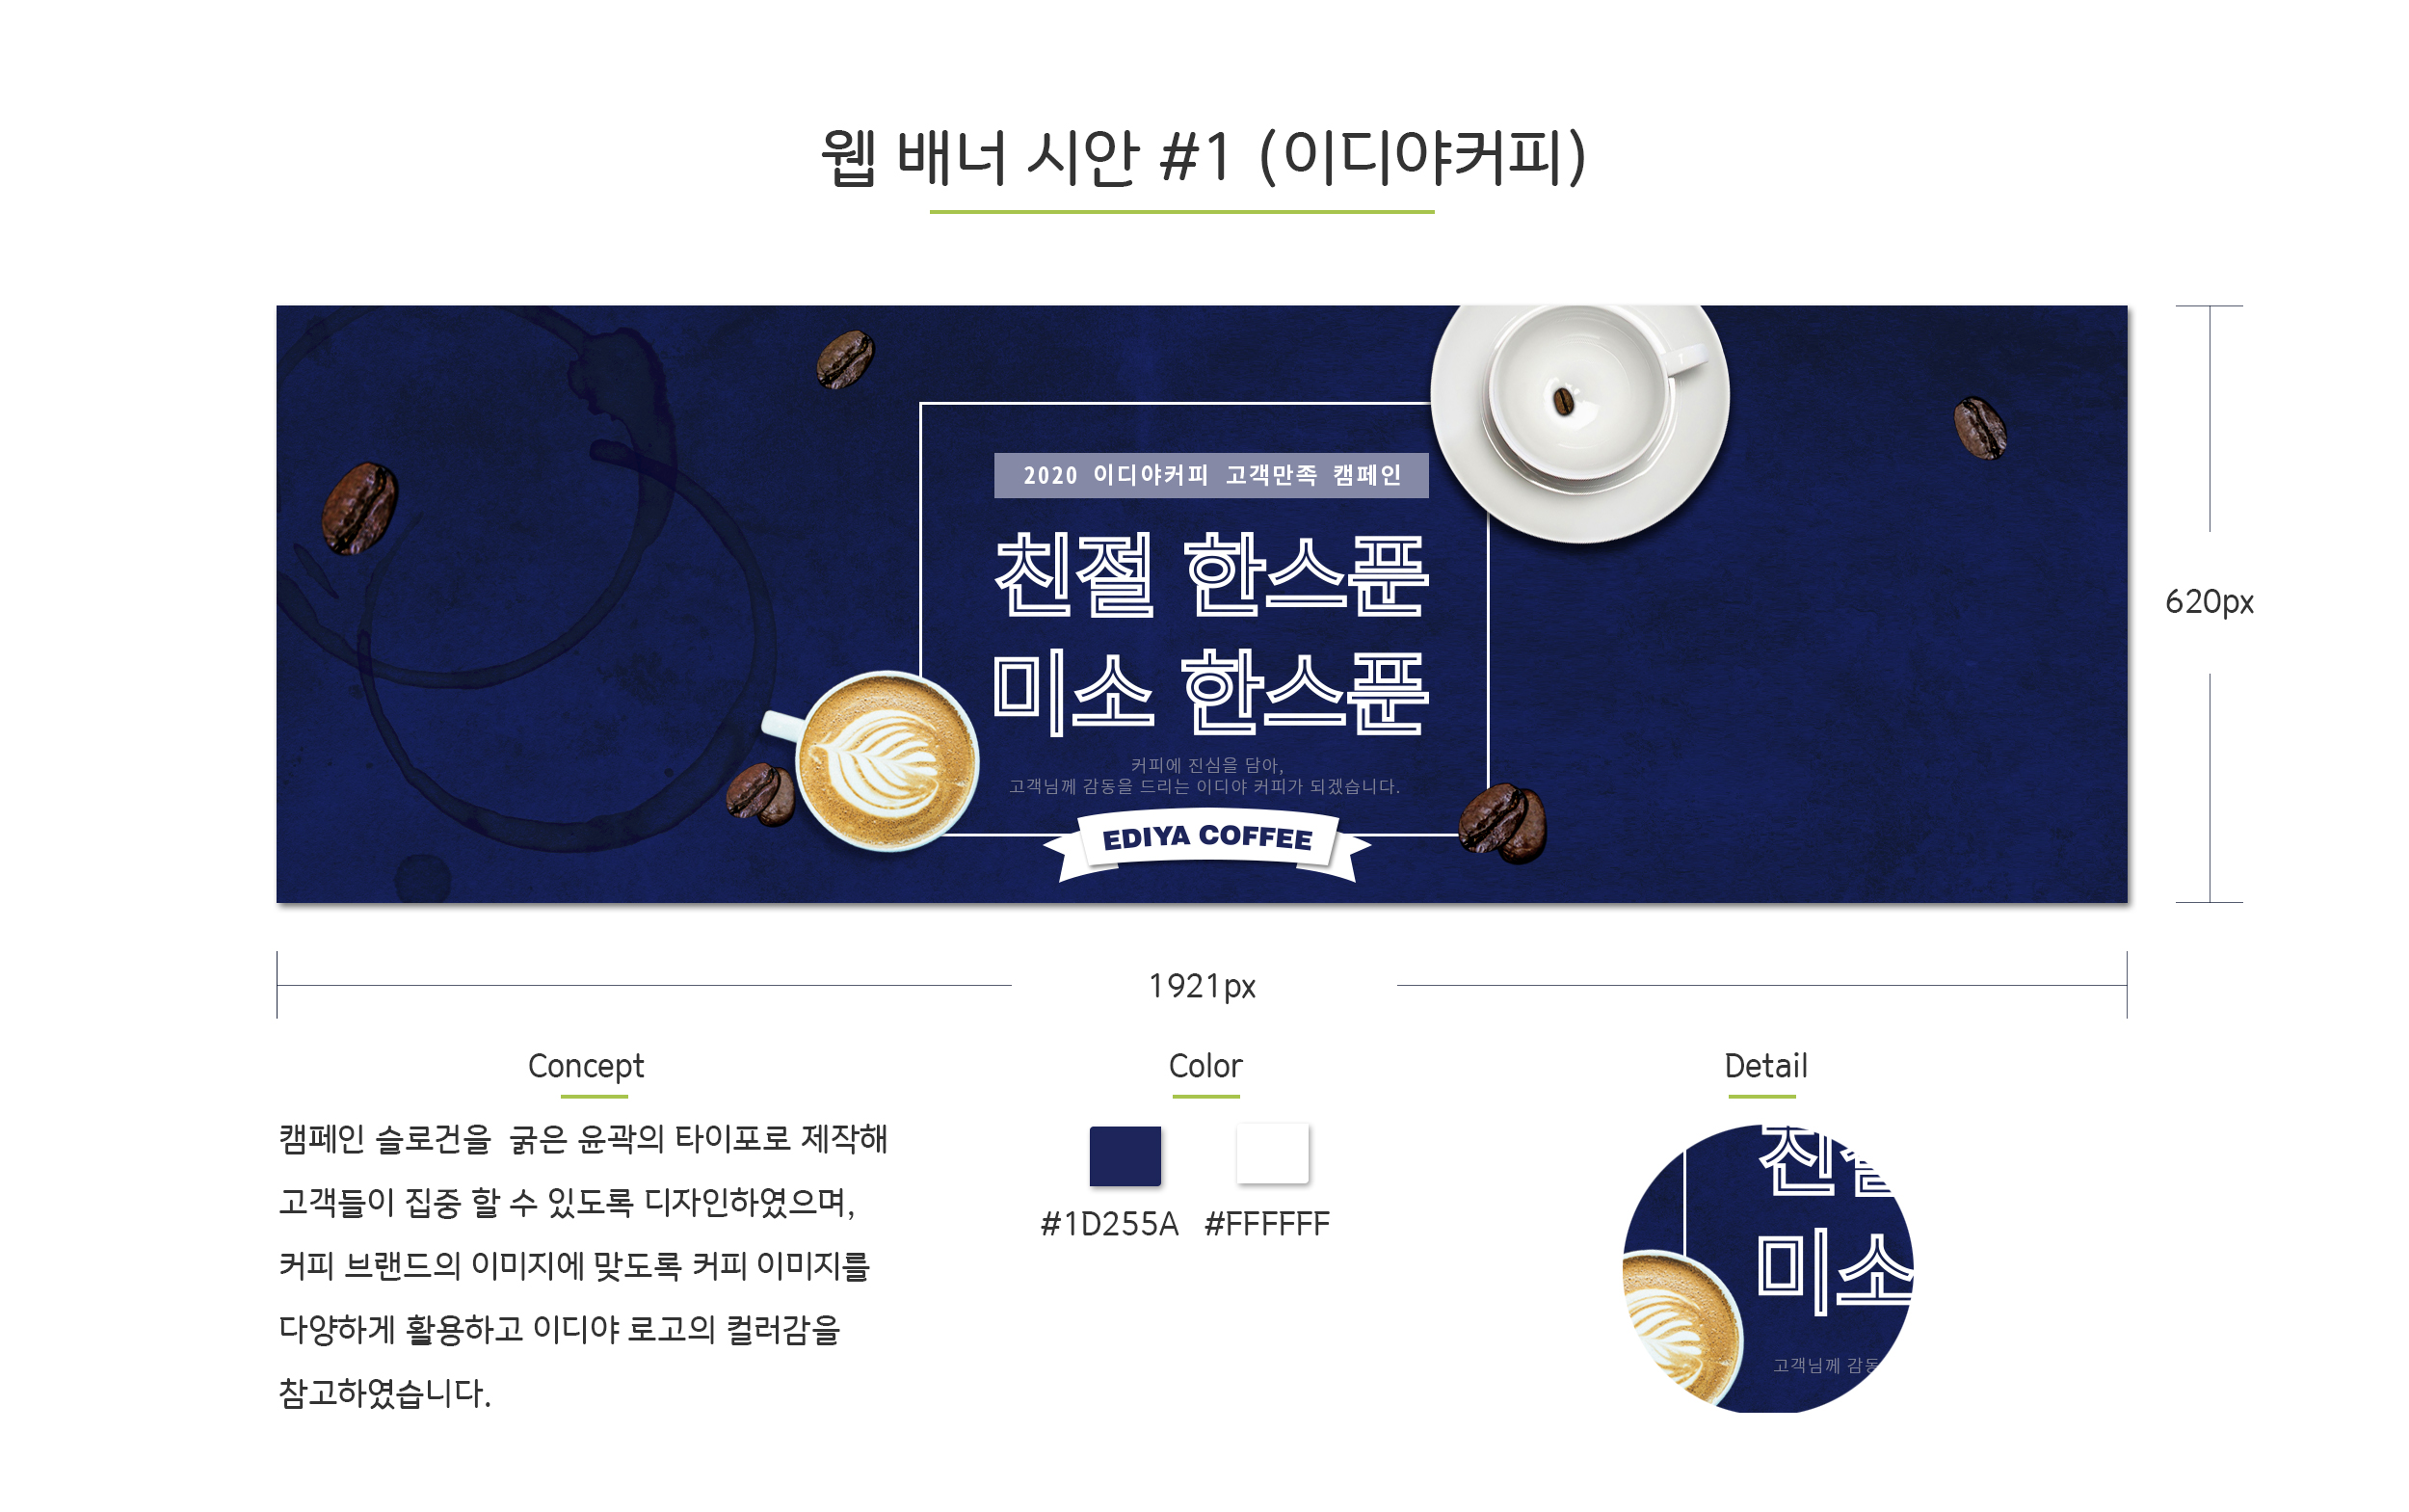 웹 배너 시안 #1 (이디야커피)
2020 이디야커피 고객만족 캠페인
친절 한스푼
미소 한스푼
커피에 진심을 담아,
고객님께 감동을 드리는 이디야 커피가 되겠습니다.
EDIYA COFFEE
620px
1921px
Concept
캠페인 슬로건을 굵은 윤곽의 타이포로 제작해
고객들이 집중 할 수 있도록 디자인하였으며,
커피 브랜드의 이미지에 맞도록 커피 이미지를
다양하게 활용하고 이디야 로고의 컬러감을
참고하였습니다.
Color
#1D255A #FFFFFF
Detail
친절
미소
고객님께 감동